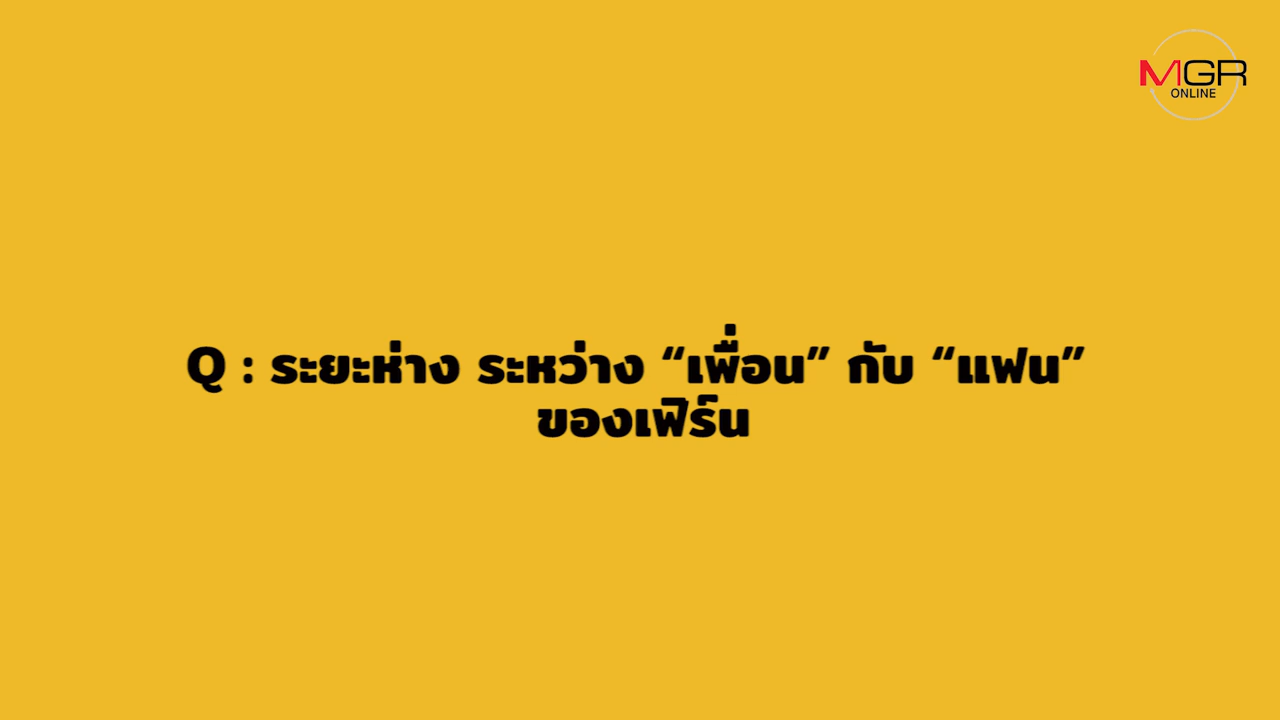 MGR
ONLINE
Q : ระยะห่าง ระหว่าง “เพื่อน” กับ “แฟน”
ของเฟิร์น